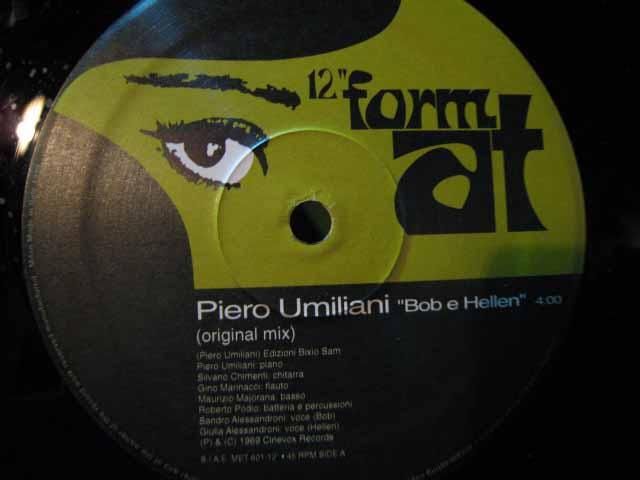 12" form
at
Piero Umiliani "Bob e Hellen" 4:00
(original mix)
(Piero Umiliani) Edizioni Bixio Sam
Piero Umiliani: piano
Silvano Chimenti: chitarra
Gino Marinacci: flauto
Maurizio Majorana: basso
Roberto Podio: batteria e percussioni
Sandro Alessandroni: voce (Bob)
Giulia Alessandroni: voce (Hellen)
(P) & (C) 1969 Cinevox Records
S.I.A.E. MET 601-12" • 45 RPM SIDE A